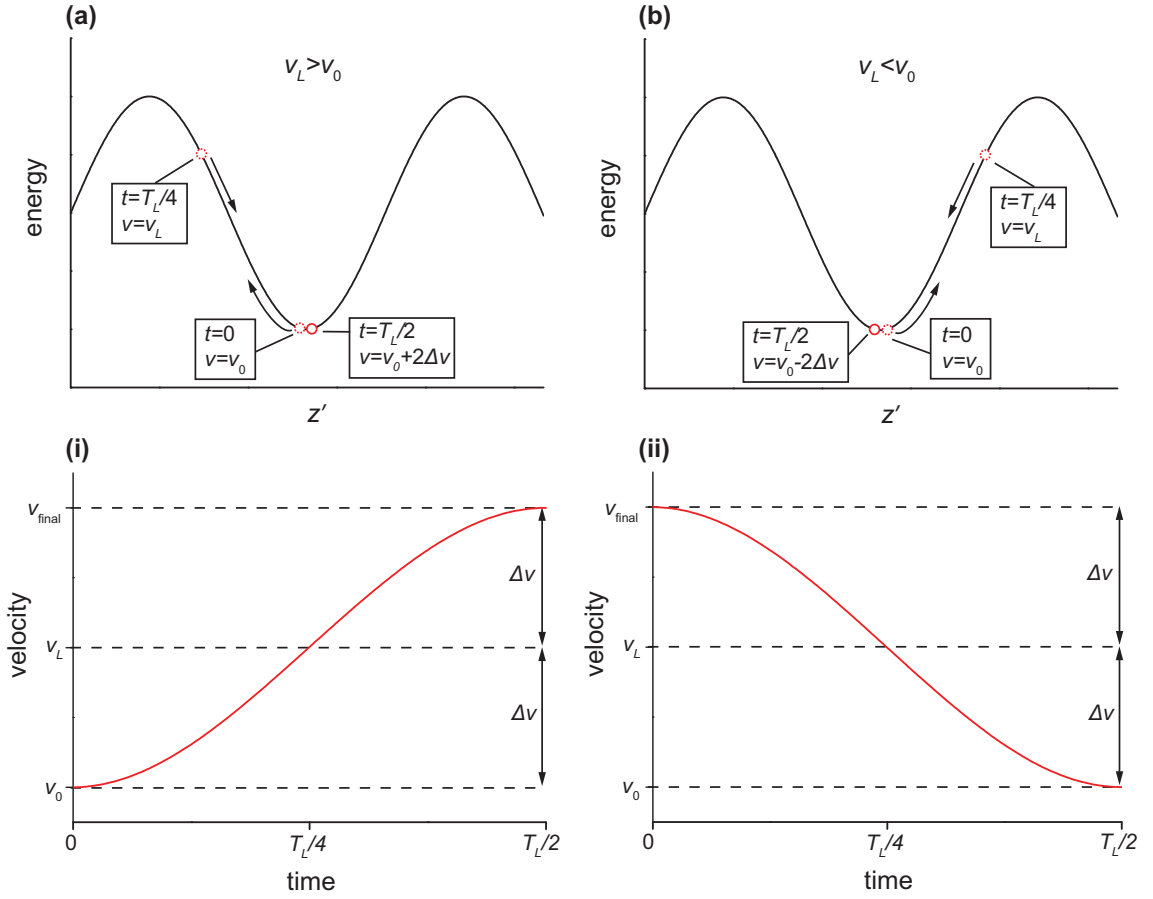 (a)
v_L>v_0
energy
t=T_L/4
v=v_L
t=0
v=v_0
t=T_L/2
v=v_0+2Δv
z'
(b)
v_L<v_0
energy
t=T_L/4
v=v_L
t=T_L/2
v=v_0-2Δv
t=0
v=v_0
z'
(i)
velocity
v_final
v_L
v_0
Δv
Δv
0
T_L/4
T_L/2
time
(ii)
velocity
v_final
v_L
v_0
Δv
Δv
0
T_L/4
T_L/2
time